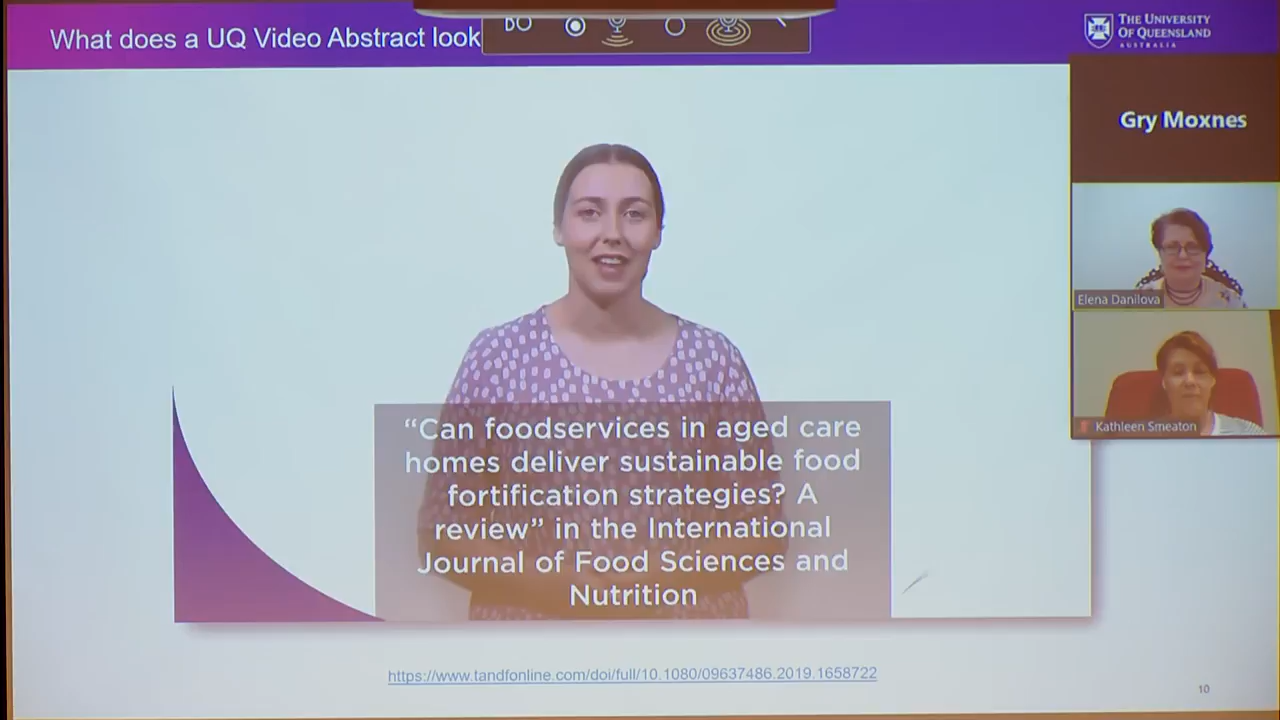 What does a UQ Video Abstract look
THE UNIVERSITY
OF QUEENSLAND
AUSTRALIA
Gry Moxnes
Elena Danilova
Kathleen Smeaton
“Can foodservices in aged care
homes deliver sustainable food
fortification strategies? A
review” in the International
Journal of Food Sciences and
Nutrition
https://www.tandfonline.com/doi/full/10.1080/09637486.2019.1658722
10